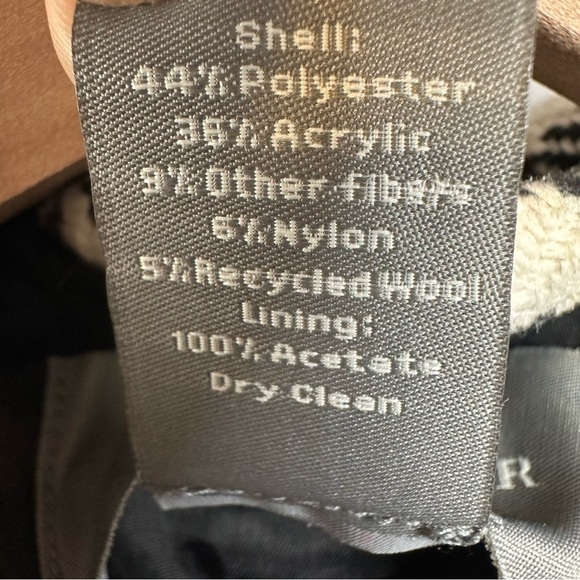 Shell:
44% Polyester
36% Acrylic
9% Other fibers
6% Nylon
5% Recycled Wool
Lining:
100% Acetate
Dry Clean
R